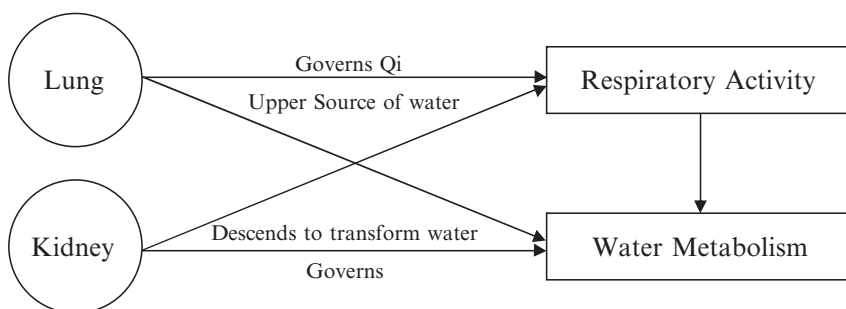 Lung
Governs Qi
Respiratory Activity
Upper Source of water
Kidney
Descends to transform water
Water Metabolism
Governs